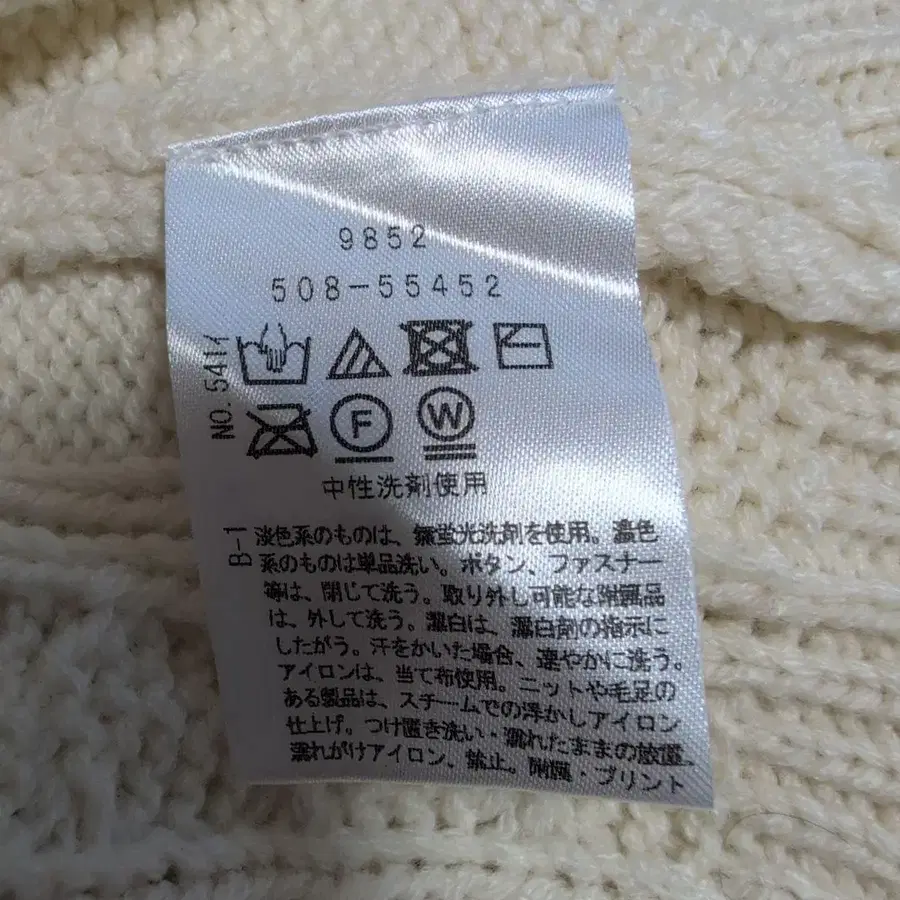 9852
508-55452
NO.5411
F
W
中性洗剤使用
B-1
淡色系のものは、無蛍光洗剤を使用。濃色
系のものは単品洗い。ボタン、ファスナー
等は、閉じて洗う。取り外し可能な附属品
は、外して洗う。漂白は、漂白剤の指示に
したがう。汗をかいた場合、速やかに洗う。
アイロンは、当て布使用。ニットや毛足の
ある製品は、スチームでの浮かしアイロン
仕上げ。つけ置き洗い・濡れたままの放置、
濡れがけアイロン、禁止。附属・プリント